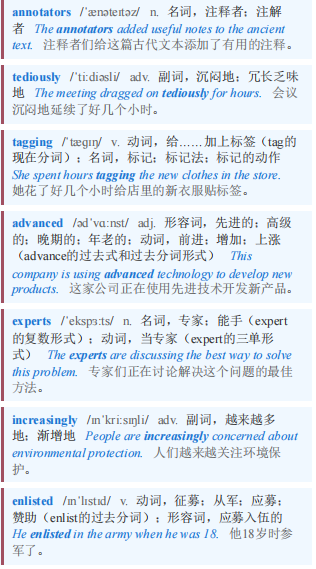 annotators /ˈænəteɪtəz/ n. 名词，注释者；注解
者 The annotators added useful notes to the ancient
text. 注释者们给这篇古代文本添加了有用的注释。
tediously /ˈtiːdiəsli/ adv. 副词，沉闷地；冗长乏味
地 The meeting dragged on tediously for hours. 会议
沉闷地延续了好几个小时。
tagging /ˈtæɡɪŋ/ v. 动词，给……加上标签（tag的
现在分词）；名词，标记；标记法；标记的动作
She spent hours tagging the new clothes in the store.
她花了好几个小时给店里的新衣服贴标签。
advanced /ədˈvɑːnst/ adj. 形容词，先进的；高级
的；晚期的；年老的；动词，前进；增加；上涨
（advance的过去式和过去分词形式） This
company is using advanced technology to develop new
products. 这家公司正在使用先进技术开发新产品。
experts /ˈekspɜːts/ n. 名词，专家；能手（expert
的复数形式）；动词，当专家（expert的三单形
式） The experts are discussing the best way to solve
this problem. 专家们正在讨论解决这个问题的最佳
方法。
increasingly /ɪnˈkriːsɪŋli/ adv. 副词，越来越多
地；渐增地 People are increasingly concerned about
environmental protection. 人们越来越关注环境保
护。
enlisted /ɪnˈlɪstɪd/ v. 动词，征募；从军；应募；
赞助（enlist的过去分词）；形容词，应募入伍的
He enlisted in the army when he was 18. 他18岁时参
军了。